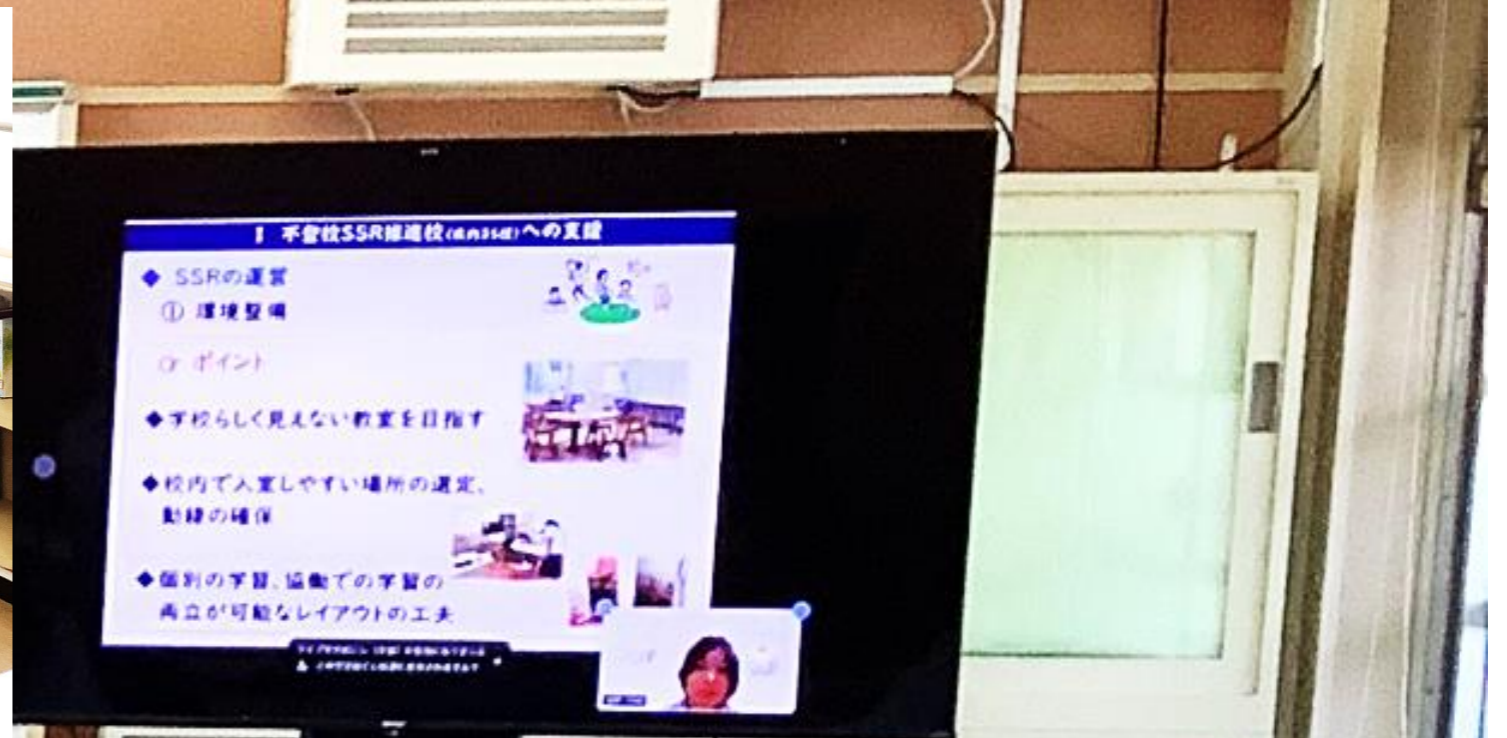 1 不登校SSR推進校(県内35校)への支援
◆ SSRの運営
① 環境整備
☞ ポイント
◆学校らしく見えない教室を目指す
◆校内で入室しやすい場所の選定、
動線の確保
◆個別の学習、協働での学習の
両立が可能なレイアウトの工夫